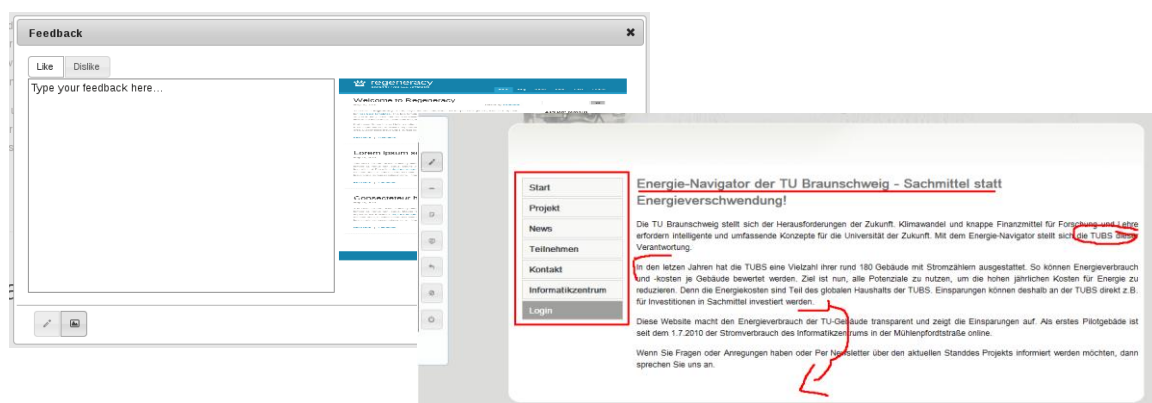 Feedback
Like
Dislike
Type your feedback here...
regeneracy
Welcome to Regeneracy
Lorem ipsum
Consectetuer
Start
Projekt
News
Teilnehmen
Kontakt
Informatikzentrum
Login
Energie-Navigator der TU Braunschweig - Sachmittel statt
Energieverschwendung!
Die TU Braunschweig stellt sich der Herausforderungen der Zukunft. Klimawandel und knappe Finanzmittel für Forschung und Lehre
erfordern intelligente und umfassende Konzepte für die Universität der Zukunft. Mit dem Energie-Navigator stellt sich die TUBS dieser
Verantwortung.
In den letzen Jahren hat die TUBS eine Vielzahl ihrer rund 180 Gebäude mit Stromzählern ausgestattet. So können Energieverbrauch
und -kosten je Gebäude bewertet werden. Ziel ist nun, alle Potenziale zu nutzen, um die hohen jährlichen Kosten für Energie zu
reduzieren. Denn die Energiekosten sind Teil des globalen Haushalts der TUBS. Einsparungen können deshalb an der TUBS direkt z.B.
für Investitionen in Sachmittel investiert werden.
Diese Website macht den Energieverbrauch der TU-Gebäude transparent und zeigt die Einsparungen auf. Als erstes Pilotgebäude ist
seit dem 1.7.2010 der Stromverbrauch des Informatikzentrums in der Mühlenpfordtstraße online.
Wenn Sie Fragen oder Anregungen haben oder Per Newsletter über den aktuellen Standdes Projekts informiert werden möchten, dann
sprechen Sie uns an.